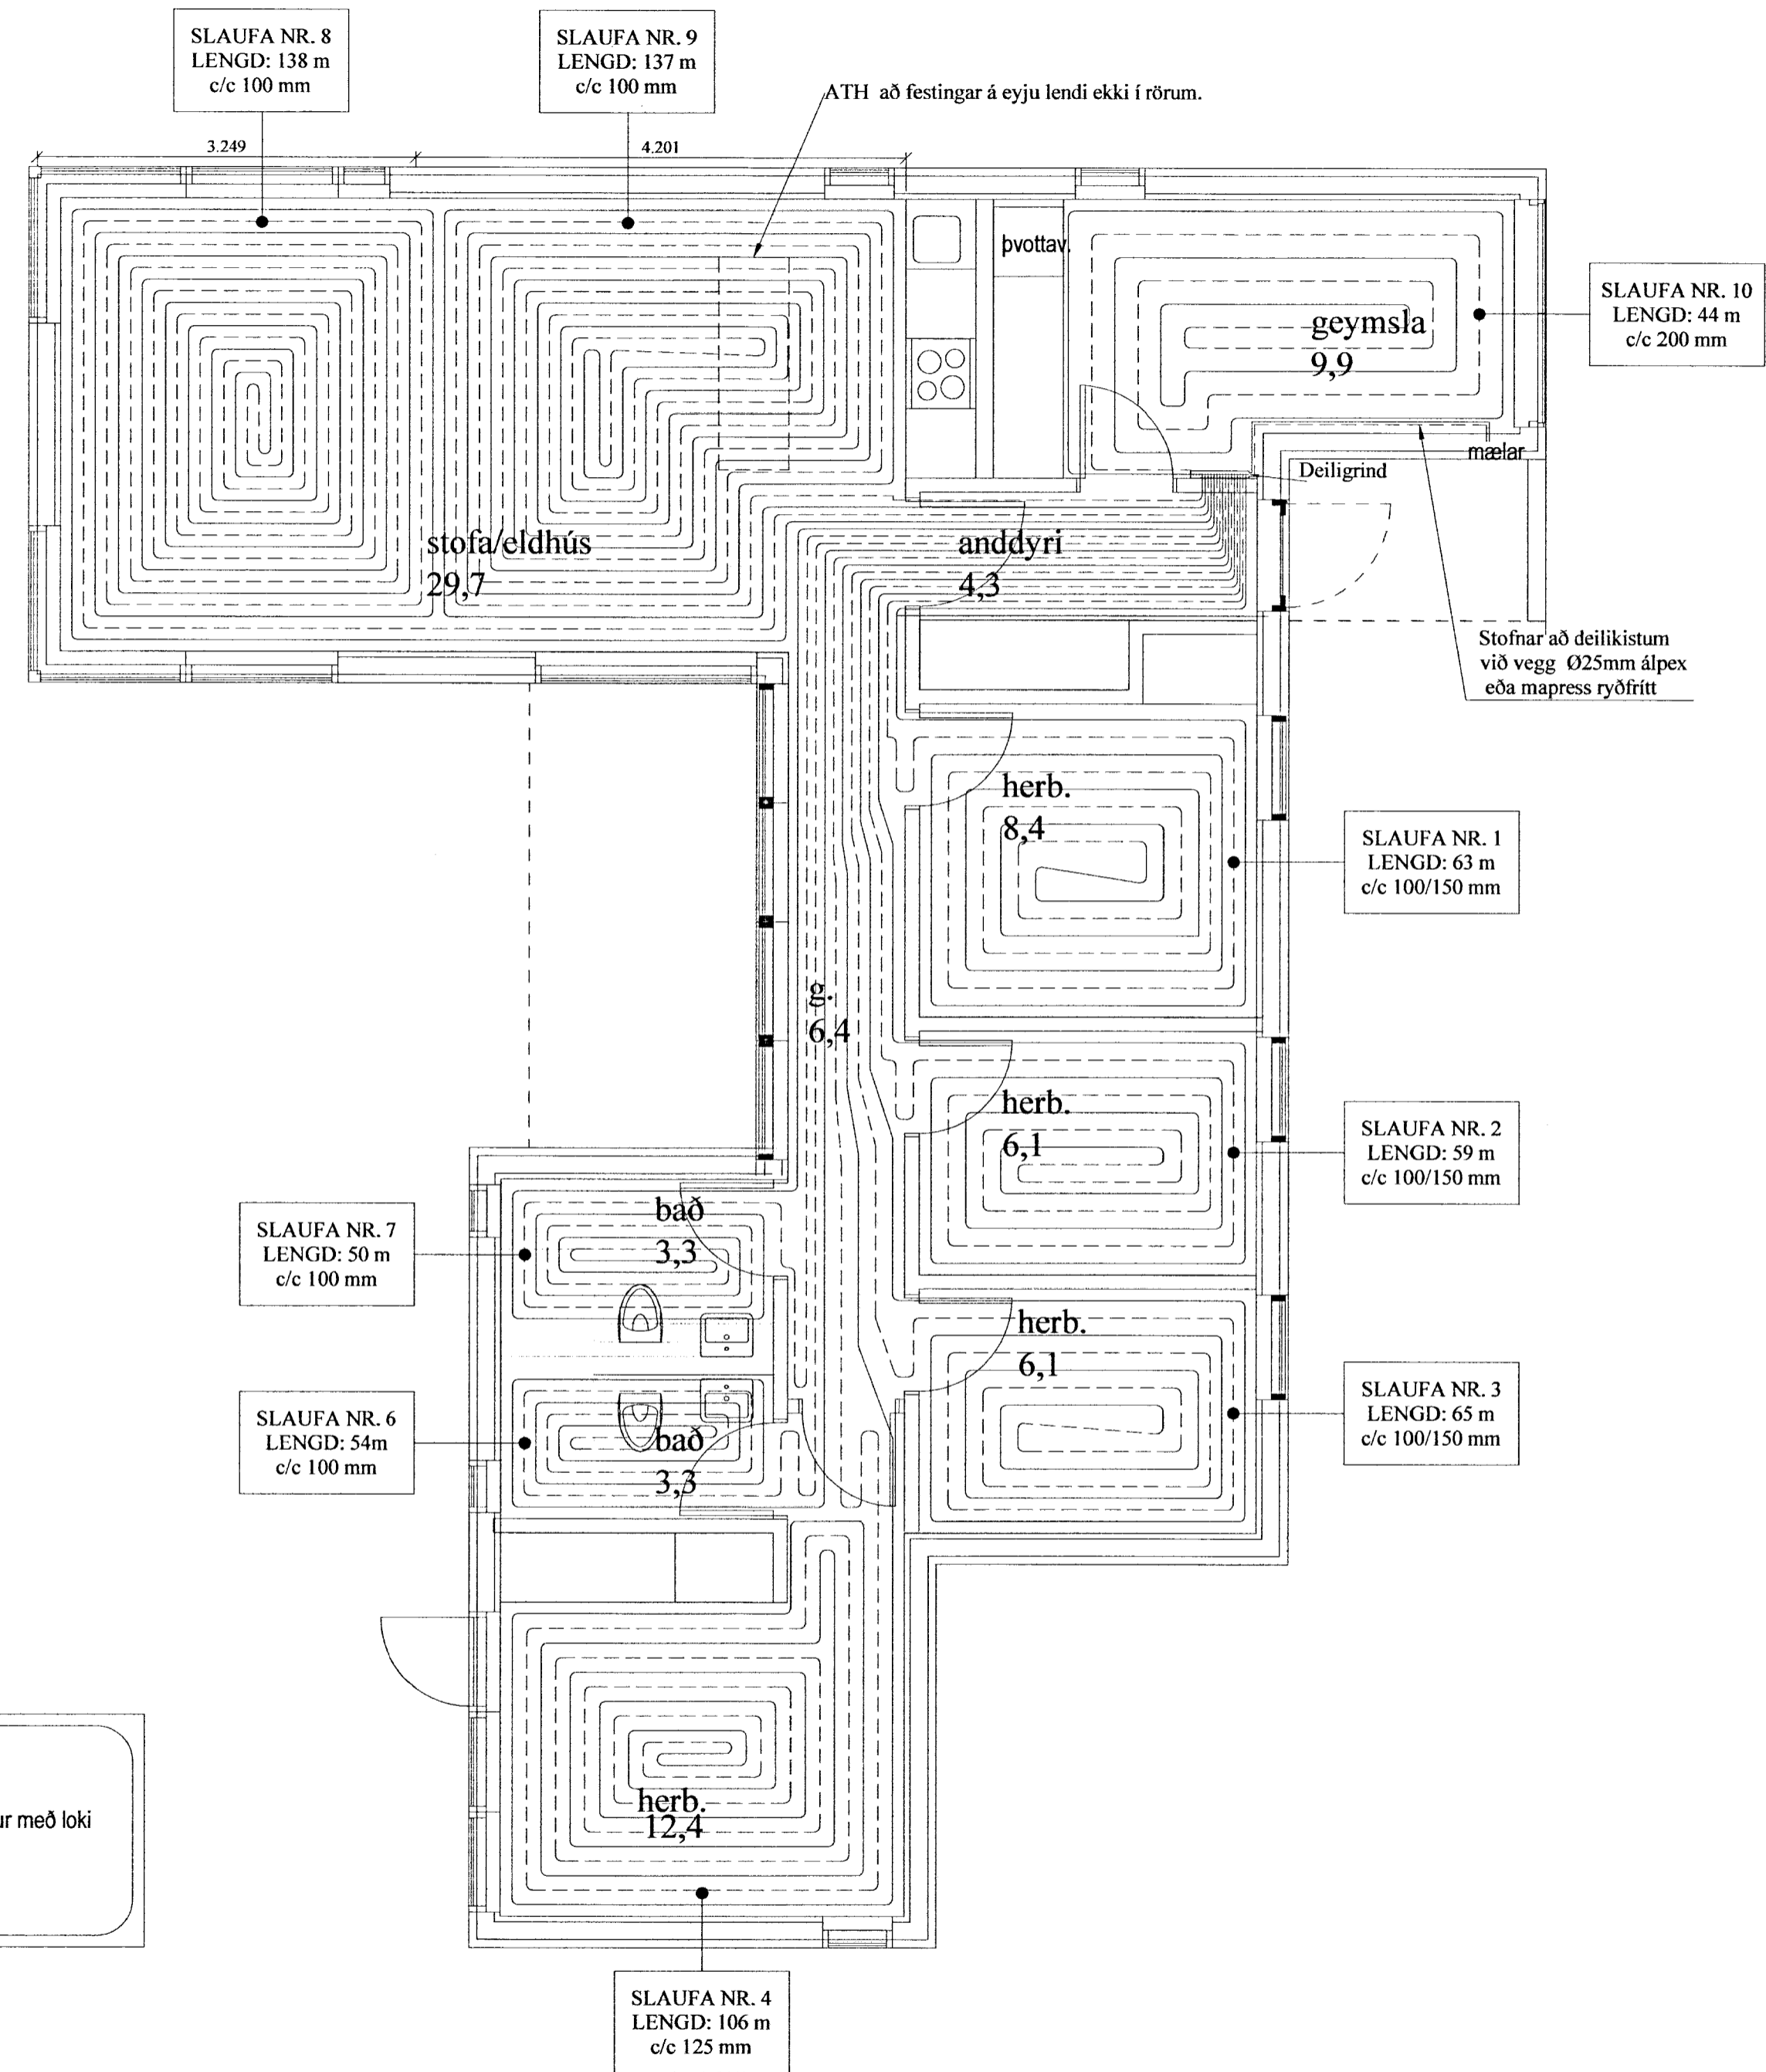 SLAUFA NR. 8
LENGD: 138 m
c/c 100 mm
SLAUFA NR. 9
LENGD: 137 m
c/c 100 mm
ATH að festingar á eyju lendi ekki í rörum.
3.249
4.201
þvottav.
geymsla
9,9
SLAUFA NR. 10
LENGD: 44 m
c/c 200 mm
mælar
Deiligrind
stofa/eldhús
29,7
anddyri
4,3
Stofnar að deilikistum
við vegg Ø25mm álpex
eða mapress ryðfrítt
herb.
8,4
SLAUFA NR. 1
LENGD: 63 m
c/c 100/150 mm
g.
6,4
herb.
6,1
SLAUFA NR. 2
LENGD: 59 m
c/c 100/150 mm
bað
3,3
SLAUFA NR. 7
LENGD: 50 m
c/c 100 mm
herb.
6,1
SLAUFA NR. 3
LENGD: 65 m
c/c 100/150 mm
SLAUFA NR. 6
LENGD: 54m
c/c 100 mm
bað
3,3
herb.
12,4
með loki
SLAUFA NR. 4
LENGD: 106 m
c/c 125 mm